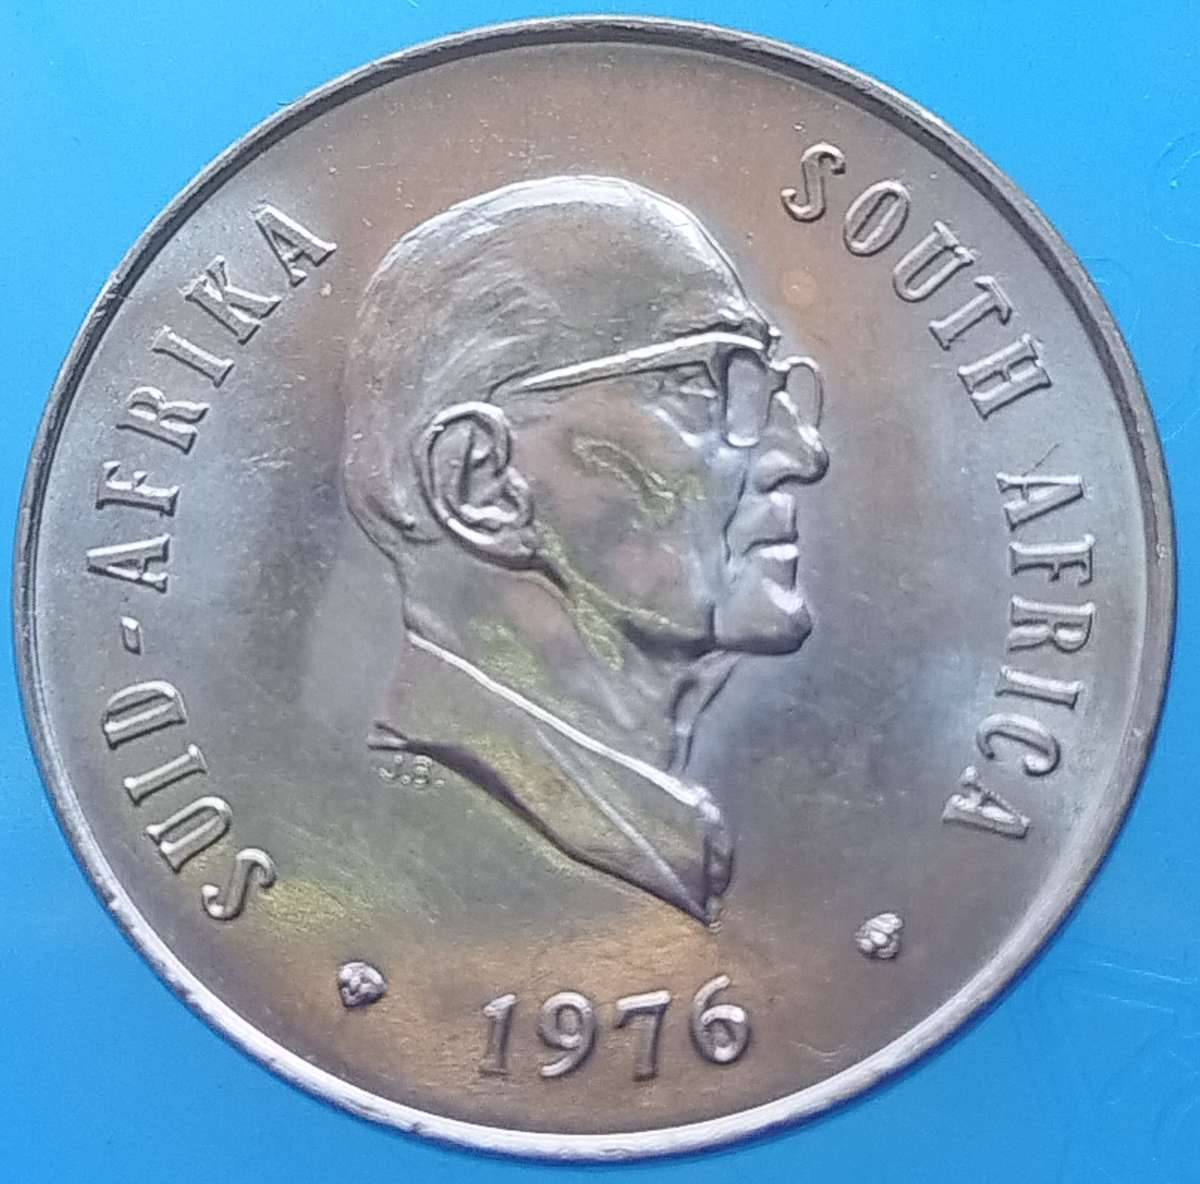 SUID-AFRIKA
SOUTH AFRICA
J.B.
1976